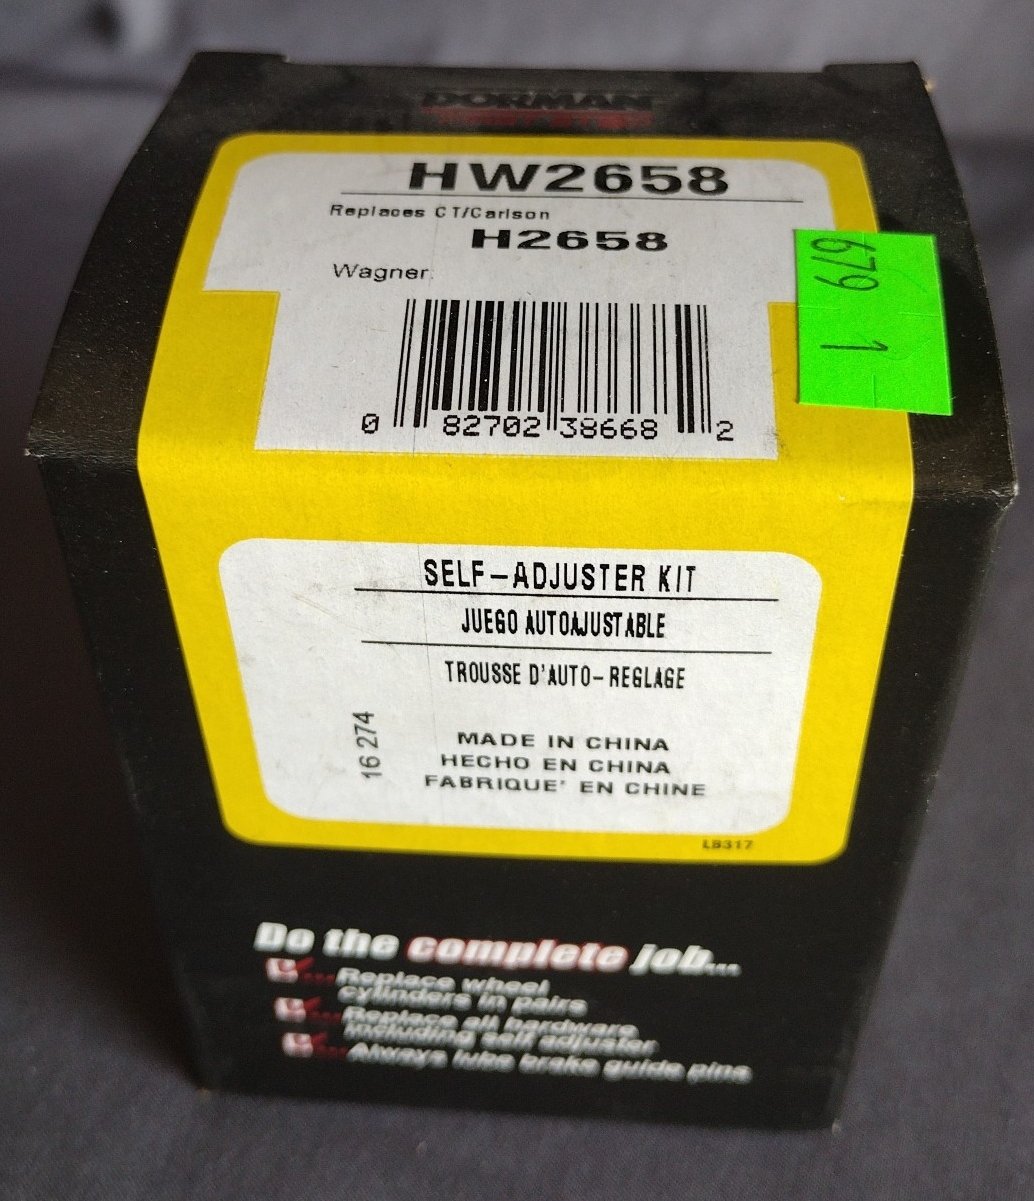 DORMAN
HW2658
Replaces CT/Carlson
H2658
Wagner:
679 1
0 82702 38668 2
SELF-ADJUSTER KIT
JUEGO AUTOAJUSTABLE
TROUSSE D'AUTO-REGLAGE
16 274
MADE IN CHINA
HECHO EN CHINA
FABRIQUE' EN CHINE
LB317
Do the complete job...
Replace wheel
cylinders in pairs
Replace all hardware
including self adjuster
Always lube brake guide pins